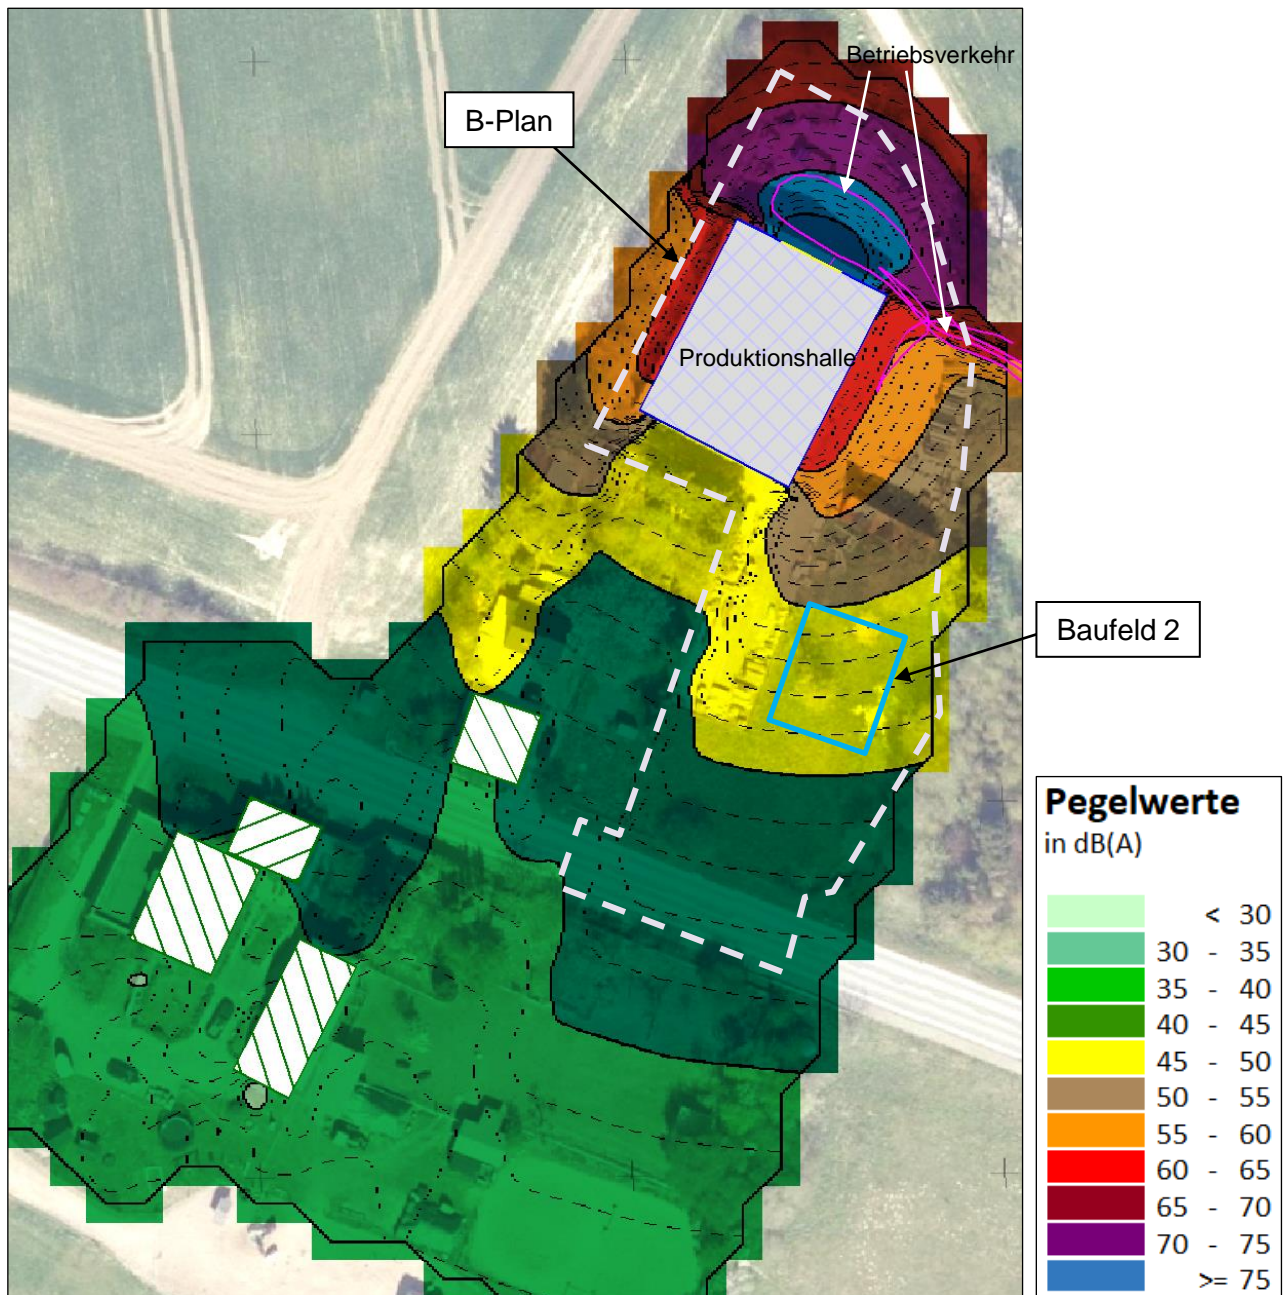 Betriebsverkehr
B-Plan
Produktionshalle
Baufeld 2
Pegelwerte
in dB(A)
< 30
30 - 35
35 - 40
40 - 45
45 - 50
50 - 55
55 - 60
60 - 65
65 - 70
70 - 75
>= 75